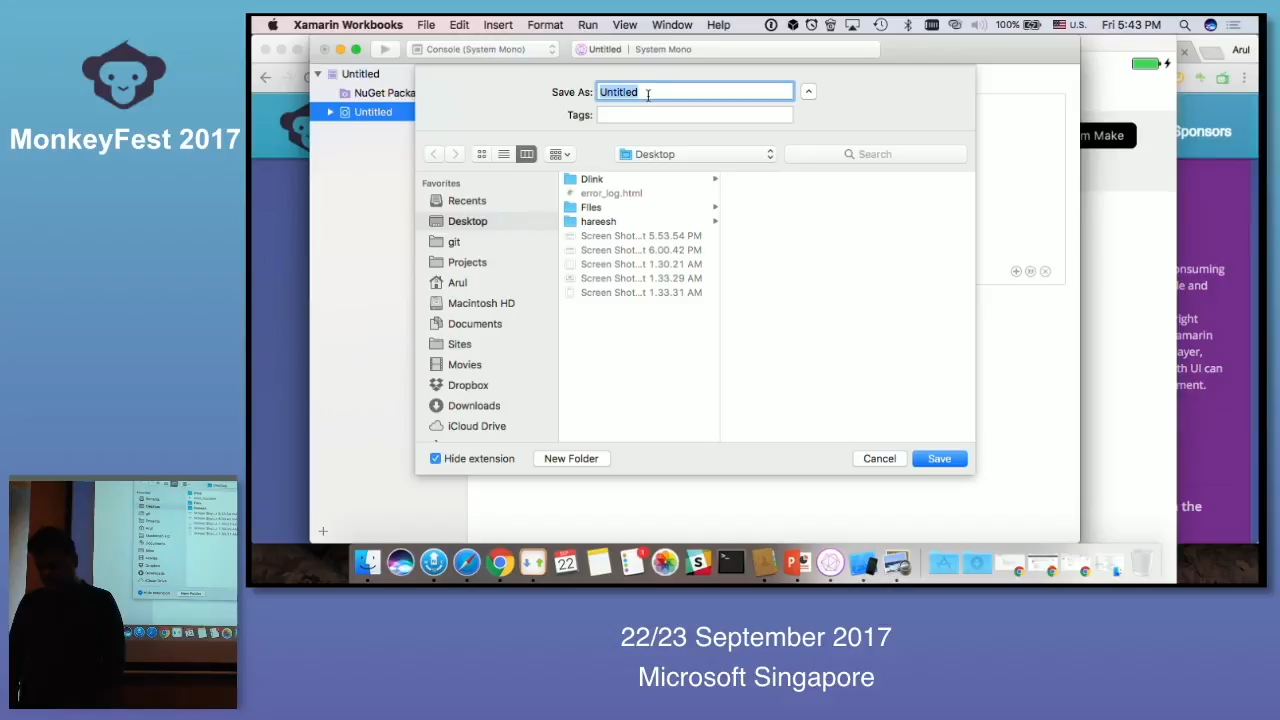 MonkeyFest 2017
Xamarin Workbooks File Edit Insert Format Run View Window Help
100% U.S. Fri 5:43 PM
Console (System Mono)
Untitled | System Mono
Arul
Untitled
NuGet Packa
Untitled
Save As: Untitled
Tags:
Desktop
Search
Favorites
Recents
Desktop
git
Projects
Arul
Macintosh HD
Documents
Sites
Movies
Dropbox
Downloads
iCloud Drive
Dlink
error_log.html
FIles
hareesh
Screen Shot...t 5.53.54 PM
Screen Shot...t 6.00.42 PM
Screen Shot...t 1.30.21 AM
Screen Shot...t 1.33.29 AM
Screen Shot...t 1.33.31 AM
Hide extension
New Folder
Cancel
Save
m Make
Sponsors
onsuming
le and
right
amarin
ayer,
th UI can
ment.
n the
SEP
22
1
22/23 September 2017
Microsoft Singapore